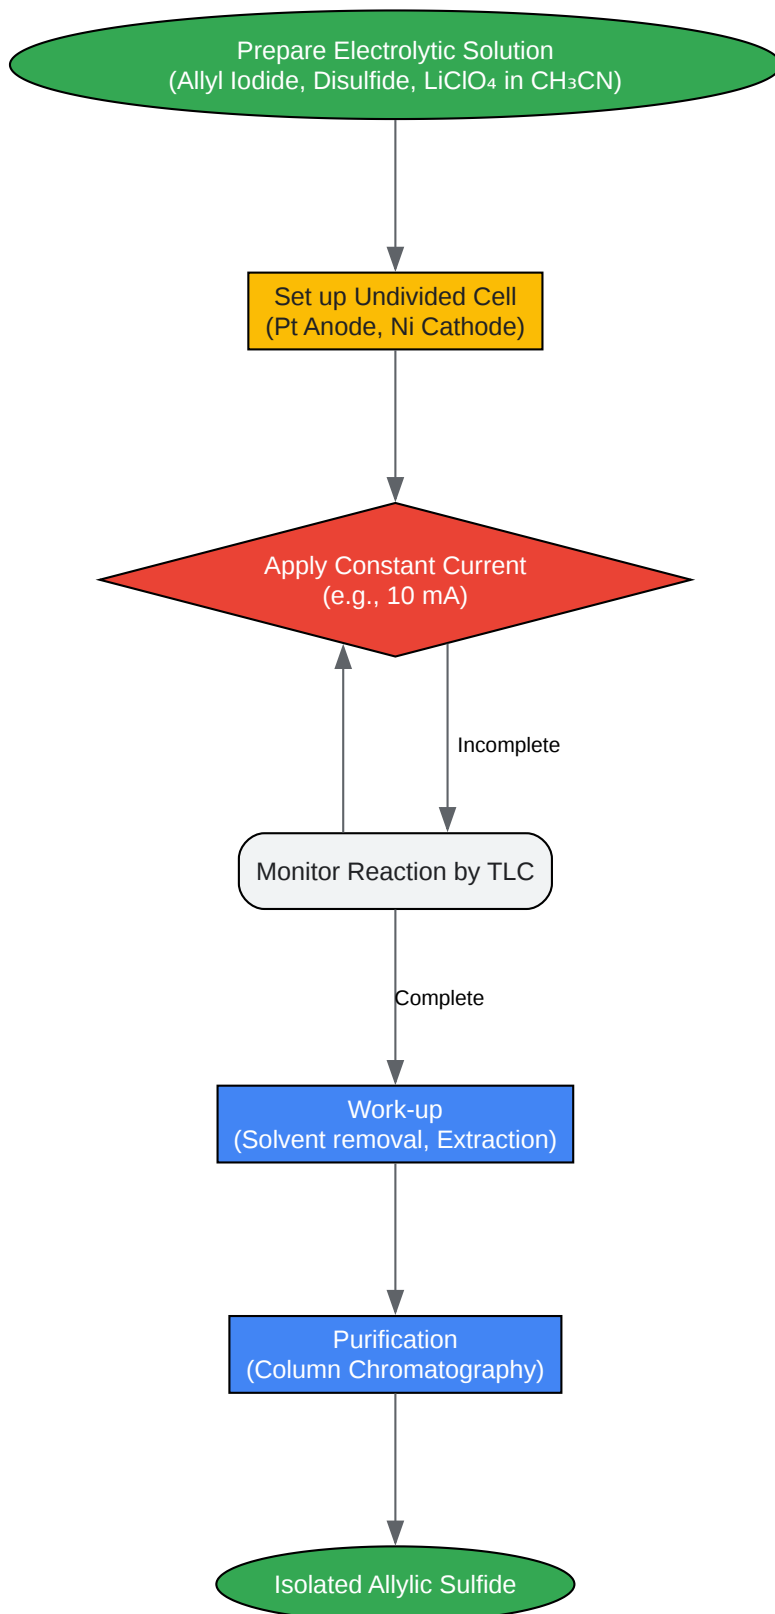 Prepare Electrolytic Solution
(Allyl Iodide, Disulfide, LiClO₄ in CH₃CN)
Set up Undivided Cell
(Pt Anode, Ni Cathode)
Apply Constant Current
(e.g., 10 mA)
Incomplete
Monitor Reaction by TLC
Complete
Work-up
(Solvent removal, Extraction)
Purification
(Column Chromatography)
Isolated Allylic Sulfide